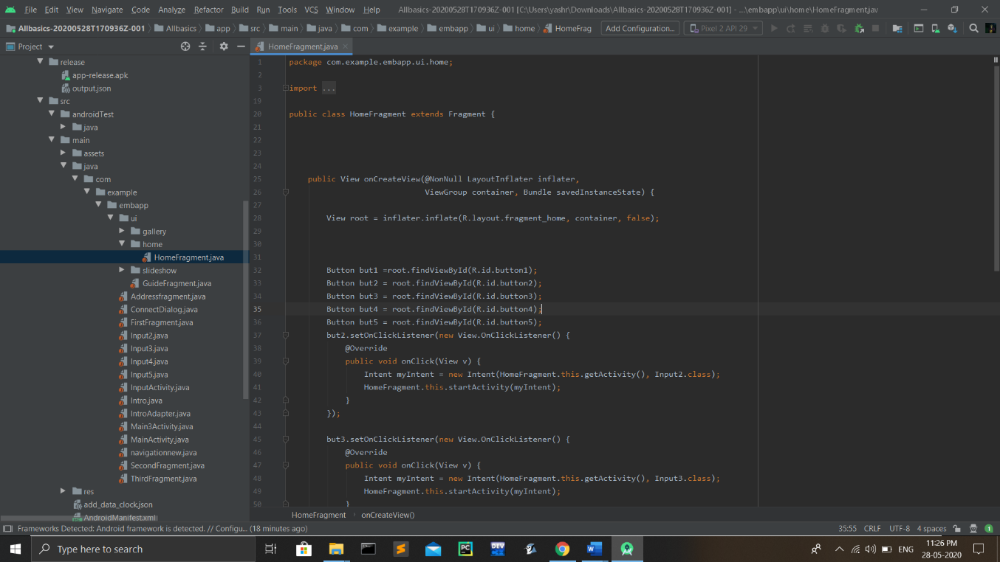 File Edit View Navigate Code Analyze Refactor Build Run Tools VCS Window Help Allbasics-20200528T170936Z-001 [C:\Users\yashr\Downloads\Allbasics-20200528T170936Z-001] - ...\embapp\ui\home\HomeFragment.jav
Allbasics-20200528T170936Z-001 Allbasics app src main java com example embapp ui home HomeFrag Add Configuration... Pixel 2 API 29
Project HomeFragment.java
release
app-release.apk
output.json
src
androidTest
java
main
assets
java
com
example
embapp
ui
gallery
home
HomeFragment.java
slideshow
GuideFragment.java
Addressfragment.java
ConnectDialog.java
FirstFragment.java
Input2.java
Input3.java
Input4.java
Input5.java
InputActivity.java
Intro.java
IntroAdapter.java
Main3Activity.java
MainActivity.java
navigationnew.java
SecondFragment.java
ThirdFragment.java
res
add_data_clock.json
AndroidManifest.xml
1 package com.example.embapp.ui.home;
2
3 import ...
19
20 public class HomeFragment extends Fragment {
21
22
23
24
25 public View onCreateView(@NonNull LayoutInflater inflater,
26 ViewGroup container, Bundle savedInstanceState) {
27
28 View root = inflater.inflate(R.layout.fragment_home, container, false);
29
30
31
32 Button but1 =root.findViewById(R.id.button1);
33 Button but2 = root.findViewById(R.id.button2);
34 Button but3 = root.findViewById(R.id.button3);
35 Button but4 = root.findViewById(R.id.button4);
36 Button but5 = root.findViewById(R.id.button5);
37 but2.setOnClickListener(new View.OnClickListener() {
38 @Override
39 public void onClick(View v) {
40 Intent myIntent = new Intent(HomeFragment.this.getActivity(), Input2.class);
41 HomeFragment.this.startActivity(myIntent);
42 }
43 });
44
45 but3.setOnClickListener(new View.OnClickListener() {
46 @Override
47 public void onClick(View v) {
48 Intent myIntent = new Intent(HomeFragment.this.getActivity(), Input3.class);
49 HomeFragment.this.startActivity(myIntent);
50 }
HomeFragment › onCreateView()
Frameworks Detected: Android framework is detected. // Configu... (18 minutes ago) 35:55 CRLF UTF-8 4 spaces 1
Type here to search PC DEV ENG 11:26 PM
28-05-2020